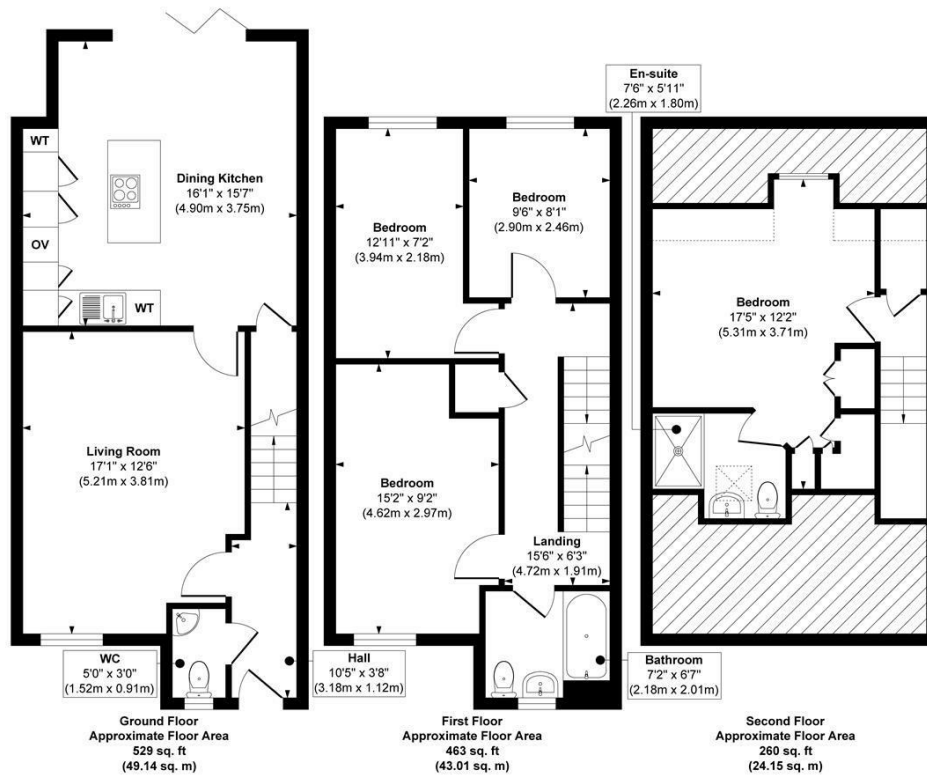 WT
OV
WT
Dining Kitchen
16'1" x 15'7"
(4.90m x 3.75m)
Living Room
17'1" x 12'6"
(5.21m x 3.81m)
WC
5'0" x 3'0"
(1.52m x 0.91m)
Hall
10'5" x 3'8"
(3.18m x 1.12m)
Ground Floor
Approximate Floor Area
529 sq. ft
(49.14 sq. m)
Bedroom
12'11" x 7'2"
(3.94m x 2.18m)
Bedroom
9'6" x 8'1"
(2.90m x 2.46m)
Bedroom
15'2" x 9'2"
(4.62m x 2.97m)
Landing
15'6" x 6'3"
(4.72m x 1.91m)
Bathroom
7'2" x 6'7"
(2.18m x 2.01m)
First Floor
Approximate Floor Area
463 sq. ft
(43.01 sq. m)
En-suite
7'6" x 5'11"
(2.26m x 1.80m)
Bedroom
17'5" x 12'2"
(5.31m x 3.71m)
Second Floor
Approximate Floor Area
260 sq. ft
(24.15 sq. m)